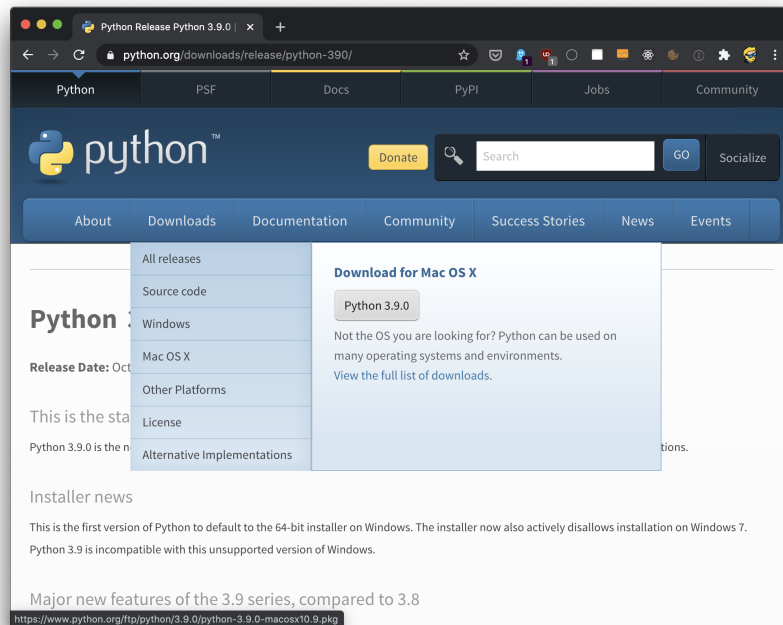 Python Release Python 3.9.0 |
python.org/downloads/release/python-390/
1
1
Python
PSF
Docs
PyPI
Jobs
Community
python™
Donate
Search
GO
Socialize
About
Downloads
Documentation
Community
Success Stories
News
Events
All releases
Source code
Windows
Mac OS X
Other Platforms
License
Alternative Implementations
Download for Mac OS X
Python 3.9.0
Not the OS you are looking for? Python can be used on
many operating systems and environments.
View the full list of downloads.
Python
Release Date: Oct
This is the sta
Python 3.9.0 is the n
tions.
Installer news
This is the first version of Python to default to the 64-bit installer on Windows. The installer now also actively disallows installation on Windows 7.
Python 3.9 is incompatible with this unsupported version of Windows.
Major new features of the 3.9 series, compared to 3.8
https://www.python.org/ftp/python/3.9.0/python-3.9.0-macosx10.9.pkg